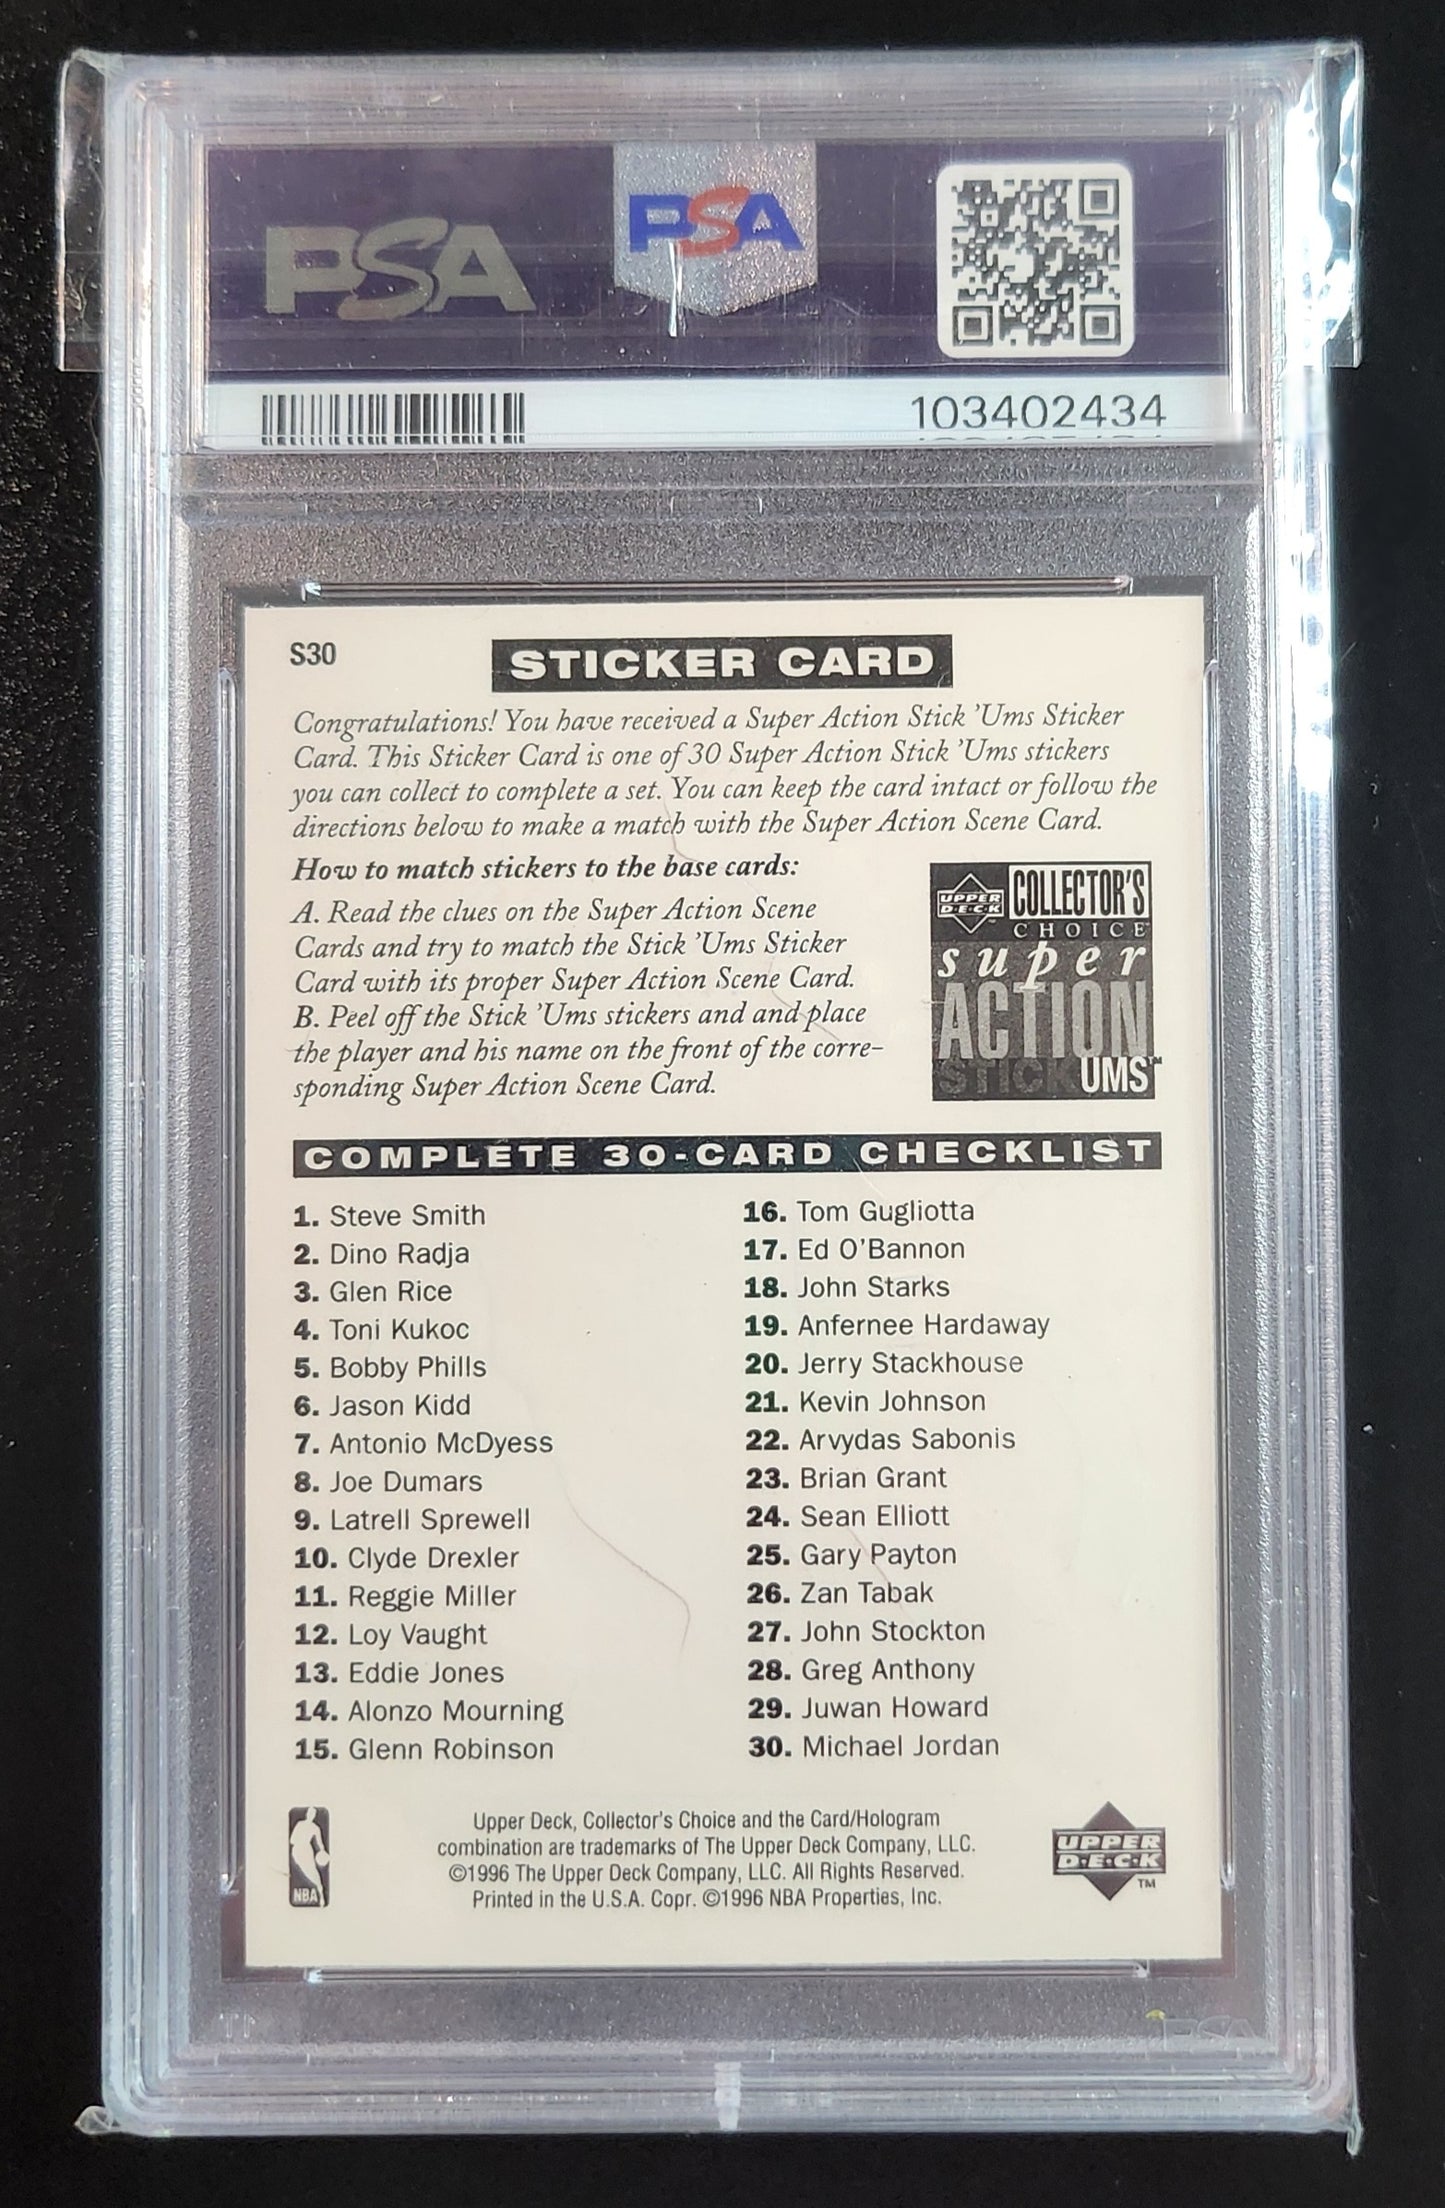 PSA
PSA
103402434
S30
STICKER CARD
Congratulations! You have received a Super Action Stick 'Ums Sticker
Card. This Sticker Card is one of 30 Super Action Stick 'Ums stickers
you can collect to complete a set. You can keep the card intact or follow the
directions below to make a match with the Super Action Scene Card.
How to match stickers to the base cards:
A. Read the clues on the Super Action Scene
Cards and try to match the Stick 'Ums Sticker
Card with its proper Super Action Scene Card.
B. Peel off the Stick 'Ums stickers and and place
the player and his name on the front of the corre-
sponding Super Action Scene Card.
UPPER DECK COLLECTOR'S
CHOICE
super
ACTION
STICK UMS™
COMPLETE 30-CARD CHECKLIST
1. Steve Smith
2. Dino Radja
3. Glen Rice
4. Toni Kukoc
5. Bobby Phills
6. Jason Kidd
7. Antonio McDyess
8. Joe Dumars
9. Latrell Sprewell
10. Clyde Drexler
11. Reggie Miller
12. Loy Vaught
13. Eddie Jones
14. Alonzo Mourning
15. Glenn Robinson
16. Tom Gugliotta
17. Ed O'Bannon
18. John Starks
19. Anfernee Hardaway
20. Jerry Stackhouse
21. Kevin Johnson
22. Arvydas Sabonis
23. Brian Grant
24. Sean Elliott
25. Gary Payton
26. Zan Tabak
27. John Stockton
28. Greg Anthony
29. Juwan Howard
30. Michael Jordan
NBA
Upper Deck, Collector's Choice and the Card/Hologram
combination are trademarks of The Upper Deck Company, LLC.
©1996 The Upper Deck Company, LLC. All Rights Reserved.
Printed in the U.S.A. Copr. ©1996 NBA Properties, Inc.
UPPER
DECK
™
PSA